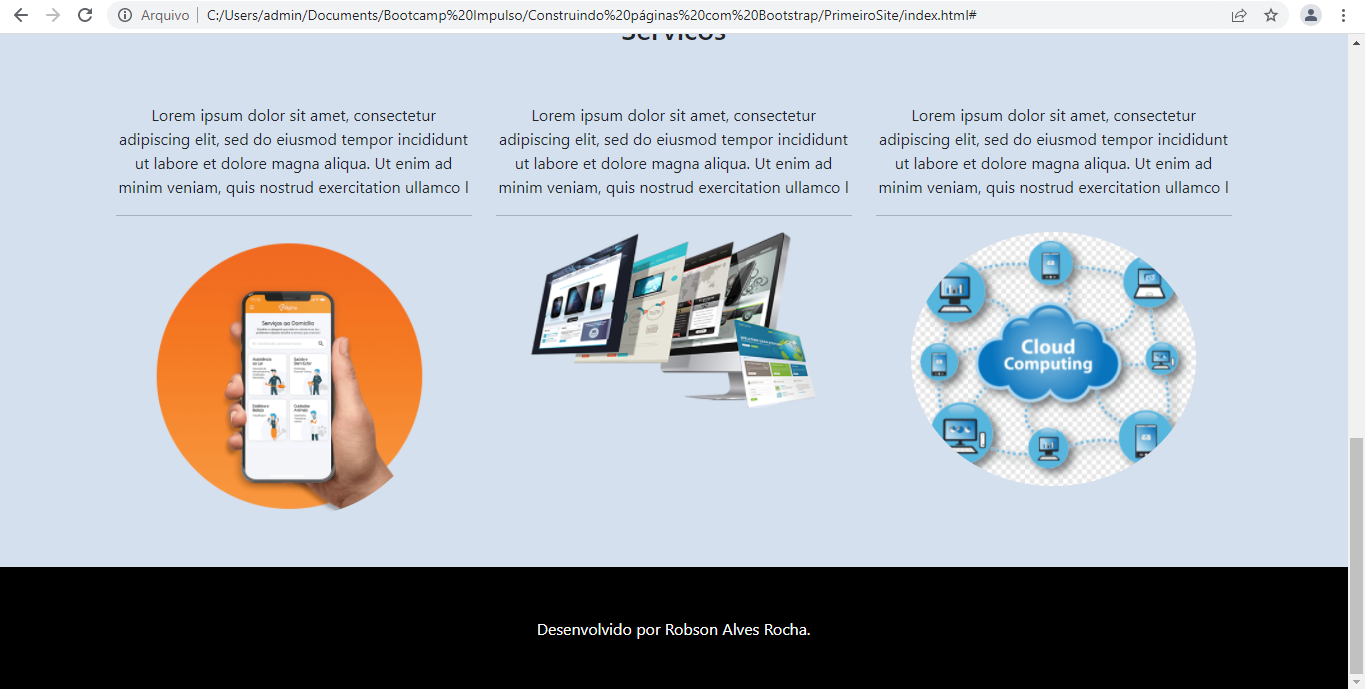 Arquivo
C:/Users/admin/Documents/Bootcamp%20Impulso/Construindo%20páginas%20com%20Bootstrap/PrimeiroSite/index.html#
Serviços
Lorem ipsum dolor sit amet, consectetur
adipiscing elit, sed do eiusmod tempor incididunt
ut labore et dolore magna aliqua. Ut enim ad
minim veniam, quis nostrud exercitation ullamco l
Lorem ipsum dolor sit amet, consectetur
adipiscing elit, sed do eiusmod tempor incididunt
ut labore et dolore magna aliqua. Ut enim ad
minim veniam, quis nostrud exercitation ullamco l
Lorem ipsum dolor sit amet, consectetur
adipiscing elit, sed do eiusmod tempor incididunt
ut labore et dolore magna aliqua. Ut enim ad
minim veniam, quis nostrud exercitation ullamco l
Serviços ao Domicílio
Cloud
Computing
Desenvolvido por Robson Alves Rocha.